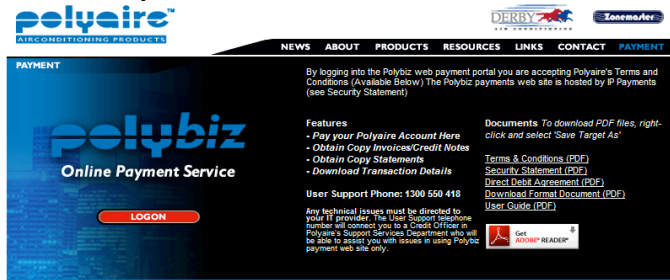 polyaire™
AIRCONDITIONING PRODUCTS
DERBY
AIR CONDITIONING
Zonemaster
NEWS ABOUT PRODUCTS RESOURCES LINKS CONTACT PAYMENT
PAYMENT
polybiz
Online Payment Service
LOGON
By logging into the Polybiz web payment portal you are accepting Polyaire's Terms and
Conditions (Available Below) The Polybiz payments web site is hosted by IP Payments
(see Security Statement)
Features
- Pay your Polyaire Account Here
- Obtain Copy Invoices/Credit Notes
- Obtain Copy Statements
- Download Transaction Details
User Support Phone: 1300 550 418
Any technical issues must be directed to
your IT provider. The User Support telephone
number will connect you to a Credit Officer in
Polyaire's Support Services Department who will
be able to assist you with issues in using Polybiz
payment web site only.
Documents To download PDF files, right-
click and select 'Save Target As'
Terms & Conditions (PDF)
Security Statement (PDF)
Direct Debit Agreement (PDF)
Download Format Document (PDF)
User Guide (PDF)
Get
ADOBE® READER®